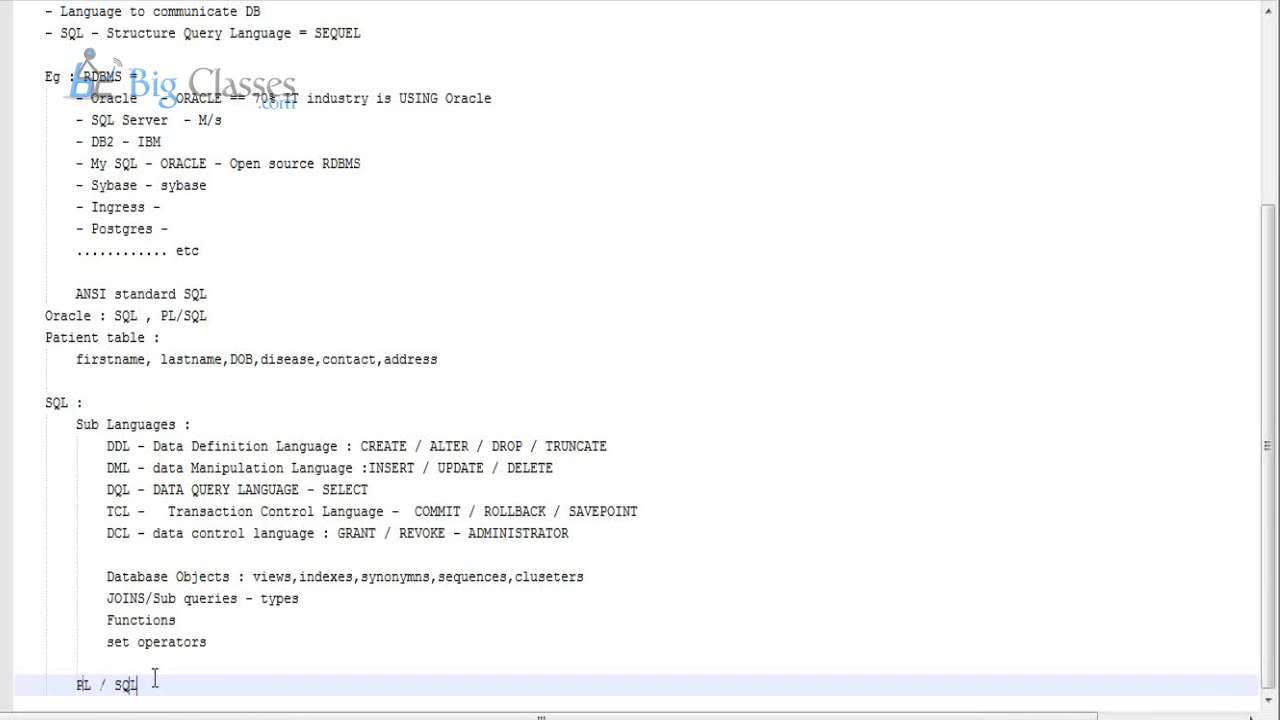 - Language to communicate DB
- SQL - Structure Query Language = SEQUEL
Eg : RDBMS =
Big Classes
.com
- Oracle - ORACLE == 70% IT industry is USING Oracle
- SQL Server - M/s
- DB2 - IBM
- My SQL - ORACLE - Open source RDBMS
- Sybase - sybase
- Ingress -
- Postgres -
............ etc
ANSI standard SQL
Oracle : SQL , PL/SQL
Patient table :
firstname, lastname,DOB,disease,contact,address
SQL :
Sub Languages :
DDL - Data Definition Language : CREATE / ALTER / DROP / TRUNCATE
DML - data Manipulation Language :INSERT / UPDATE / DELETE
DQL - DATA QUERY LANGUAGE - SELECT
TCL - Transaction Control Language - COMMIT / ROLLBACK / SAVEPOINT
DCL - data control language : GRANT / REVOKE - ADMINISTRATOR
Database Objects : views,indexes,synonymns,sequences,cluseters
JOINS/Sub queries - types
Functions
set operators
PL / SQL